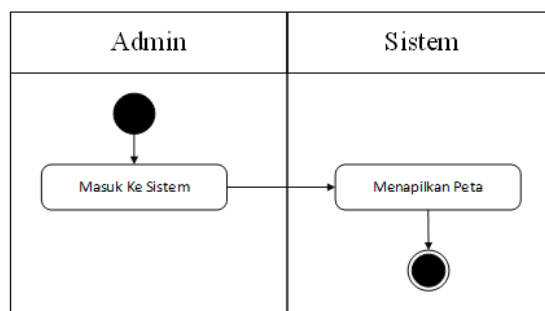 Admin
Sistem
Masuk Ke Sistem
Menapilkan Peta